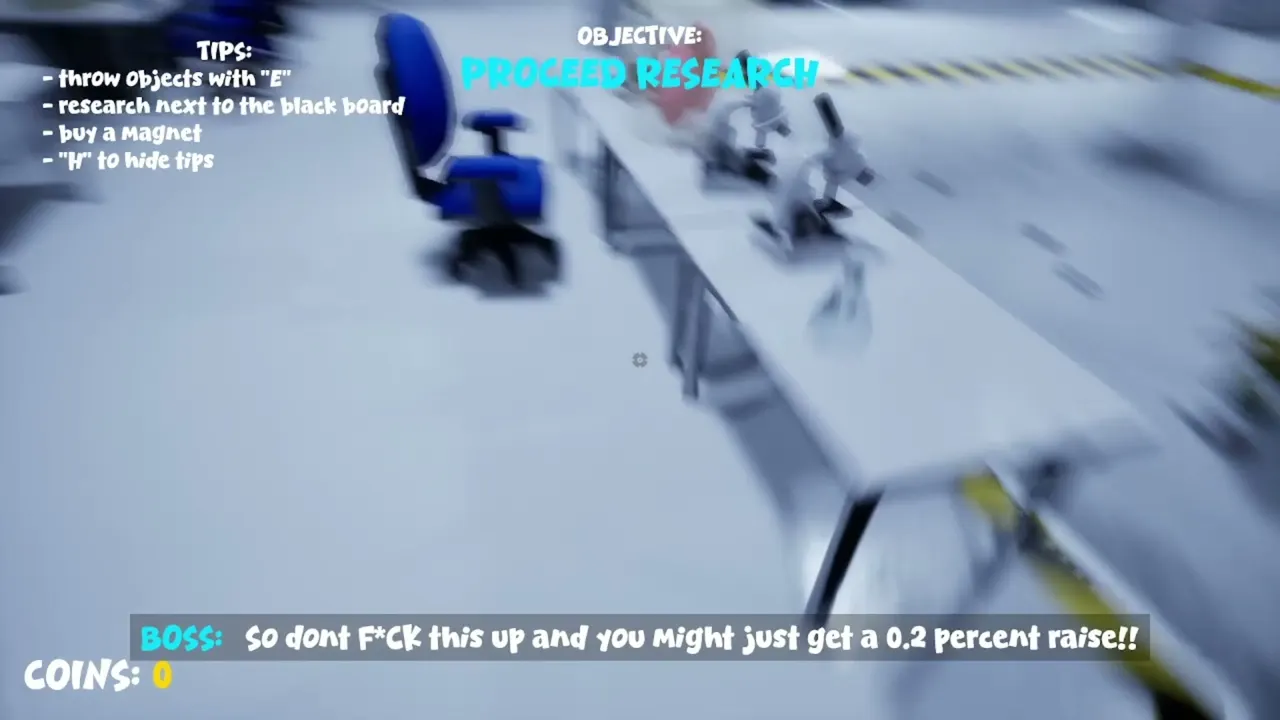 TIPS:
- throw objects with "E"
- research next to the black board
- buy a magnet
- "H" to hide tips
OBJECTIVE:
PROCEED RESEARCH
BOSS: So dont F*CK this up and you might just get a 0.2 percent raise!!
COINS: 0